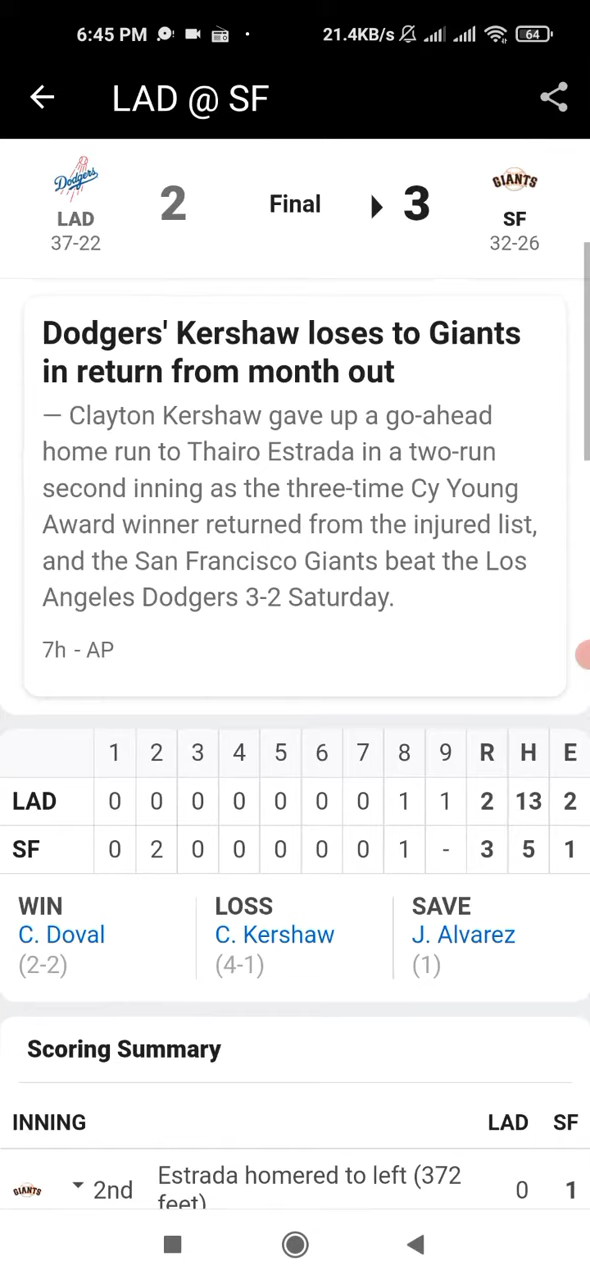 6:45 PM 21.4KB/s 64
LAD @ SF
Dodgers GIANTS
2 Final 3
LAD SF
37-22 32-26
Dodgers' Kershaw loses to Giants
in return from month out
— Clayton Kershaw gave up a go-ahead
home run to Thairo Estrada in a two-run
second inning as the three-time Cy Young
Award winner returned from the injured list,
and the San Francisco Giants beat the Los
Angeles Dodgers 3-2 Saturday.
7h - AP
1 2 3 4 5 6 7 8 9 R H E
LAD 0 0 0 0 0 0 0 1 1 2 13 2
SF 0 2 0 0 0 0 0 1 - 3 5 1
WIN LOSS SAVE
C. Doval C. Kershaw J. Alvarez
(2-2) (4-1) (1)
Scoring Summary
INNING LAD SF
GIANTS 2nd Estrada homered to left (372 0 1
feet)